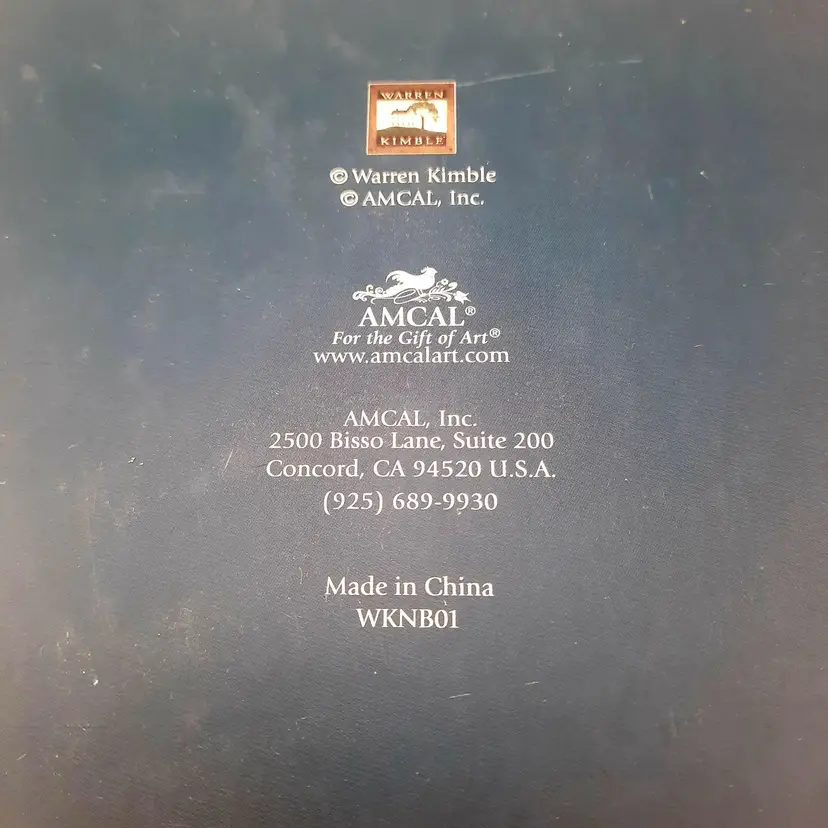 WARREN
KIMBLE
© Warren Kimble
© AMCAL, Inc.
AMCAL®
For the Gift of Art®
www.amcalart.com
AMCAL, Inc.
2500 Bisso Lane, Suite 200
Concord, CA 94520 U.S.A.
(925) 689-9930
Made in China
WKNB01